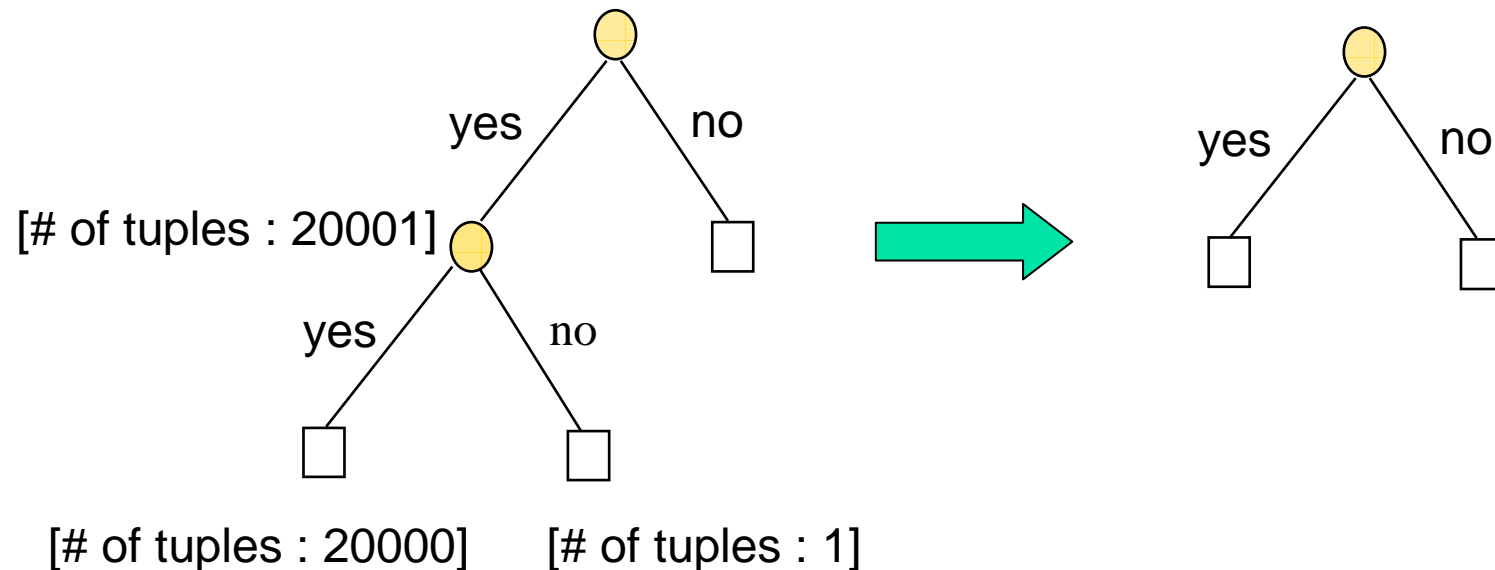 yes no
yes no
[# of tuples : 20001]
yes no
[# of tuples : 20000] [# of tuples : 1]